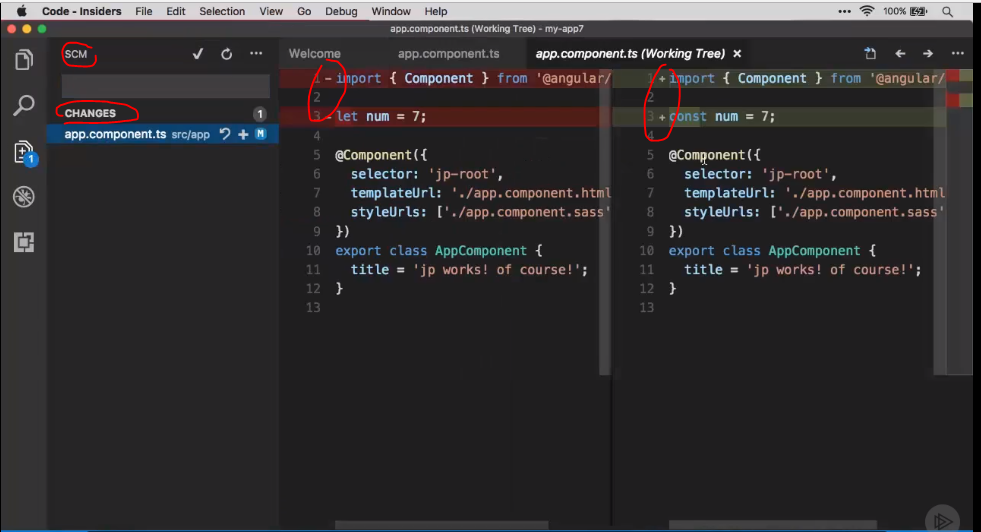 Code - Insiders File Edit Selection View Go Debug Window Help 100%
app.component.ts (Working Tree) - my-app7
SCM
Welcome app.component.ts app.component.ts (Working Tree)
CHANGES 1
app.component.ts src/app M
1
1 - import { Component } from '@angular/
2
3 - let num = 7;
4
5 @Component({
6 selector: 'jp-root',
7 templateUrl: './app.component.html
8 styleUrls: ['./app.component.sass'
9 })
10 export class AppComponent {
11 title = 'jp works! of course!';
12 }
13
1 + import { Component } from '@angular/
2
3 + const num = 7;
4
5 @Component({
6 selector: 'jp-root',
7 templateUrl: './app.component.html
8 styleUrls: ['./app.component.sass'
9 })
10 export class AppComponent {
11 title = 'jp works! of course!';
12 }
13